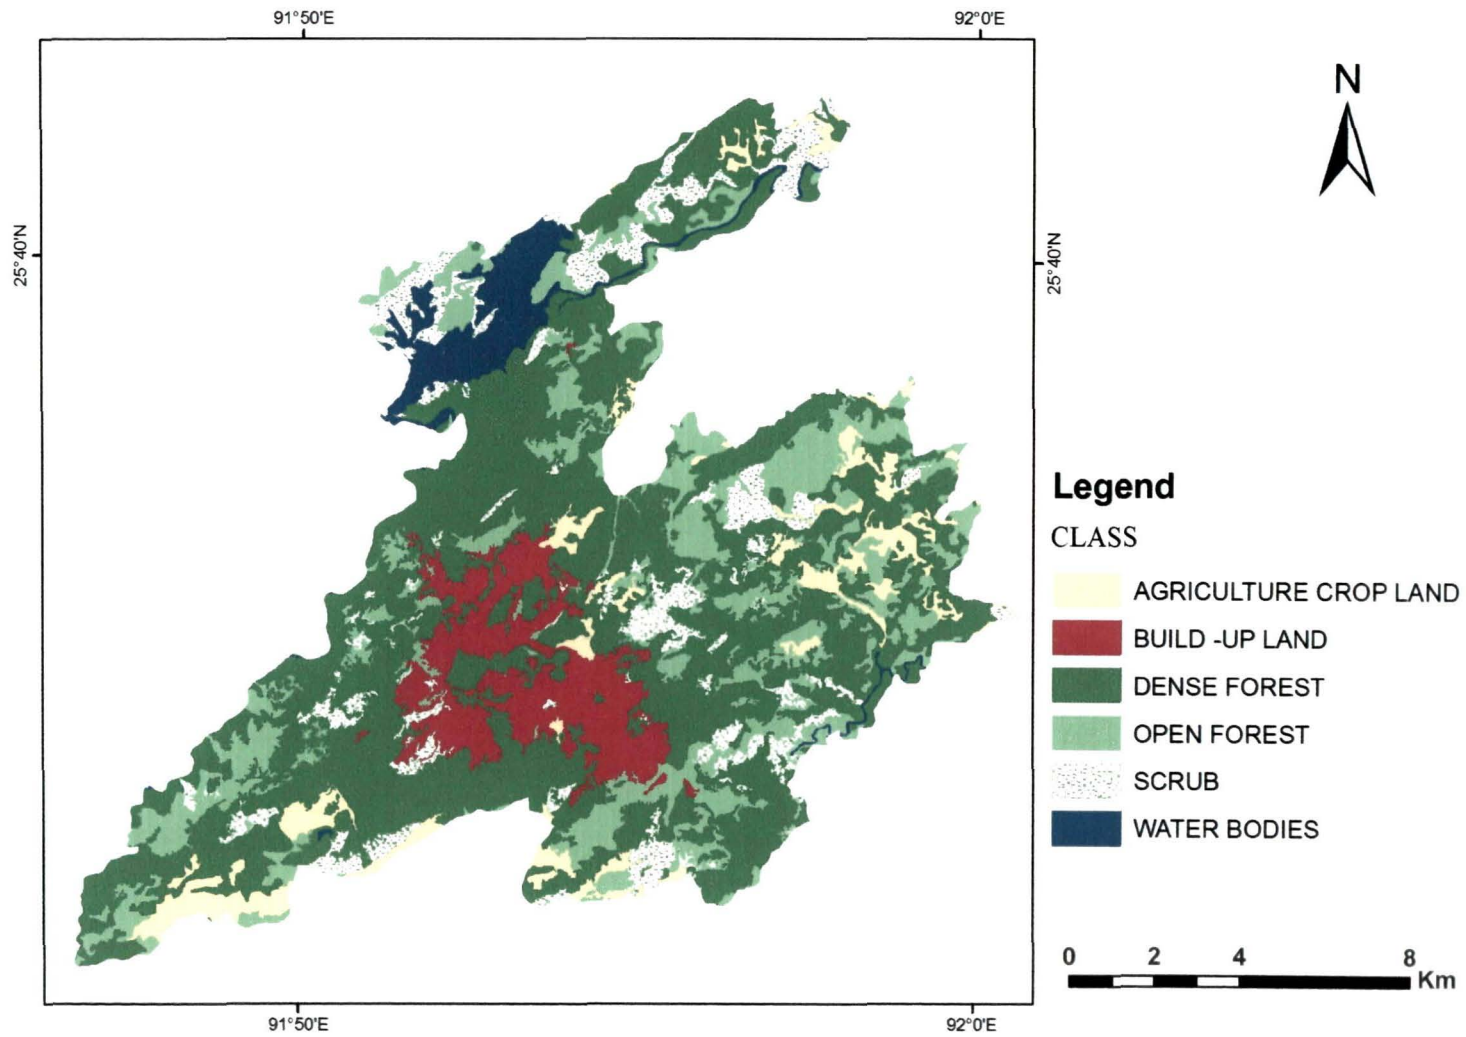 91°50'E
92°0'E
N
25°40'N
25°40'N
Legend
CLASS
AGRICULTURE CROP LAND
BUILD -UP LAND
DENSE FOREST
OPEN FOREST
SCRUB
WATER BODIES
0 2 4 8
Km
91°50'E
92°0'E